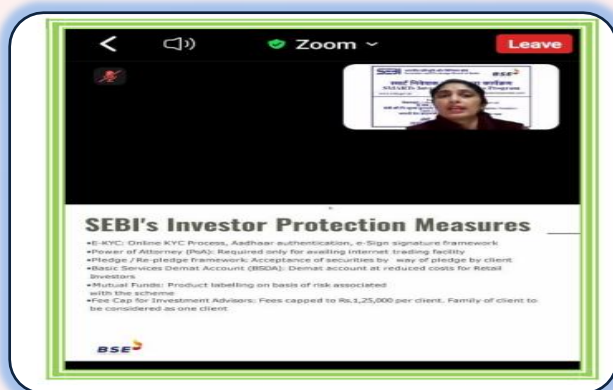 Zoom
Leave
SEBI
BSE
SEBI's Investor Protection Measures
•E-KYC: Online KYC Process, Aadhaar authentication, e-Sign signature framework
•Power of Attorney (PoA): Required only for availing internet trading facility
•Pledge /Re-pledge framework: Acceptance of securities by way of pledge by client
•Basic Services Demat Account (BSDA): Demat account at reduced costs for Retail
Investors
•Mutual Funds: Product labelling on basis of risk associated
with the scheme
•Fee Cap for Investment Advisors: Fees capped to Rs.1,25,000 per client. Family of client to
be considered as one client
BSE